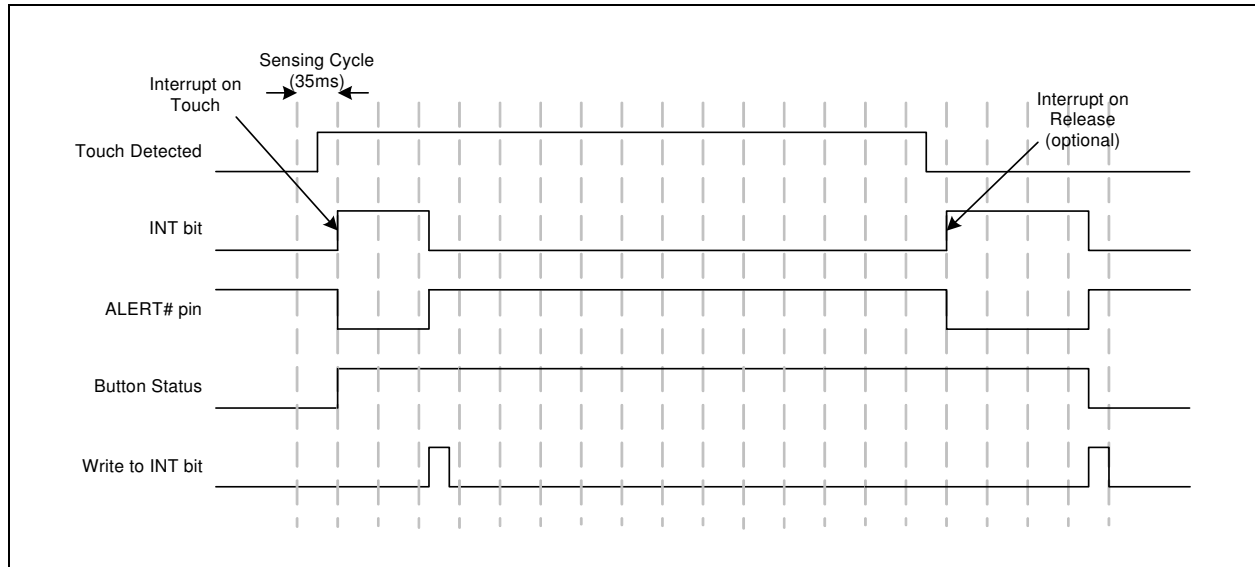 Sensing Cycle
(35ms)
Interrupt on
Touch
Interrupt on
Release
(optional)
Touch Detected
INT bit
ALERT# pin
Button Status
Write to INT bit